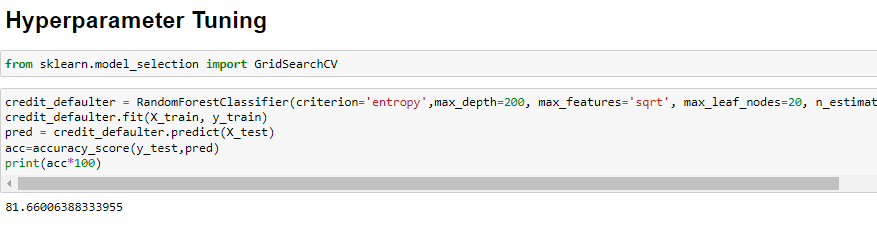 Hyperparameter Tuning
from sklearn.model_selection import GridSearchCV
credit_defaulter = RandomForestClassifier(criterion='entropy',max_depth=200, max_features='sqrt', max_leaf_nodes=20, n_estimat
credit_defaulter.fit(X_train, y_train)
pred = credit_defaulter.predict(X_test)
acc=accuracy_score(y_test,pred)
print(acc*100)
81.66006388333955